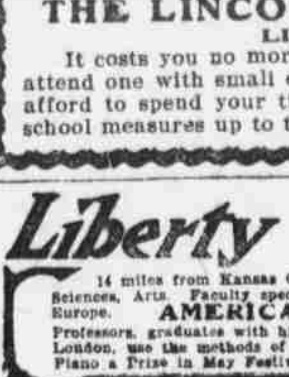 THE LINCO
LI
It costs you no mor
attend one with small
afford to spend your t
school measures up to t
Liberty
14 miles from Kansas
Sciences, Arts. Faculty spec
Europe. AMERICA
Professors, graduates with h
London, use the methods of
Piano a Prize in May Festi